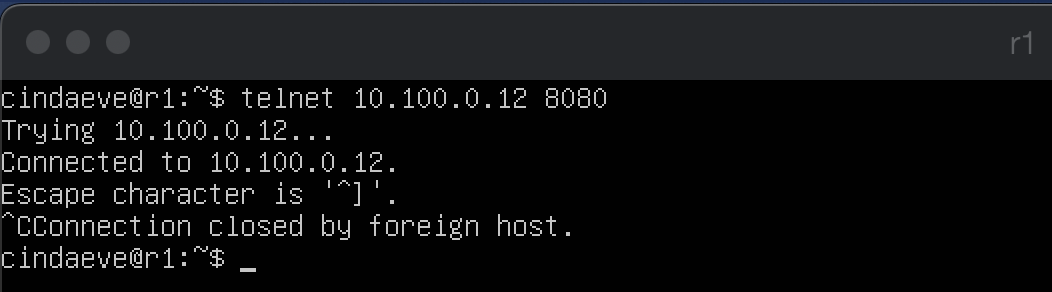 r1
cindaeve@r1:~$ telnet 10.100.0.12 8080
Trying 10.100.0.12...
Connected to 10.100.0.12.
Escape character is '^]'.
^CConnection closed by foreign host.
cindaeve@r1:~$ _